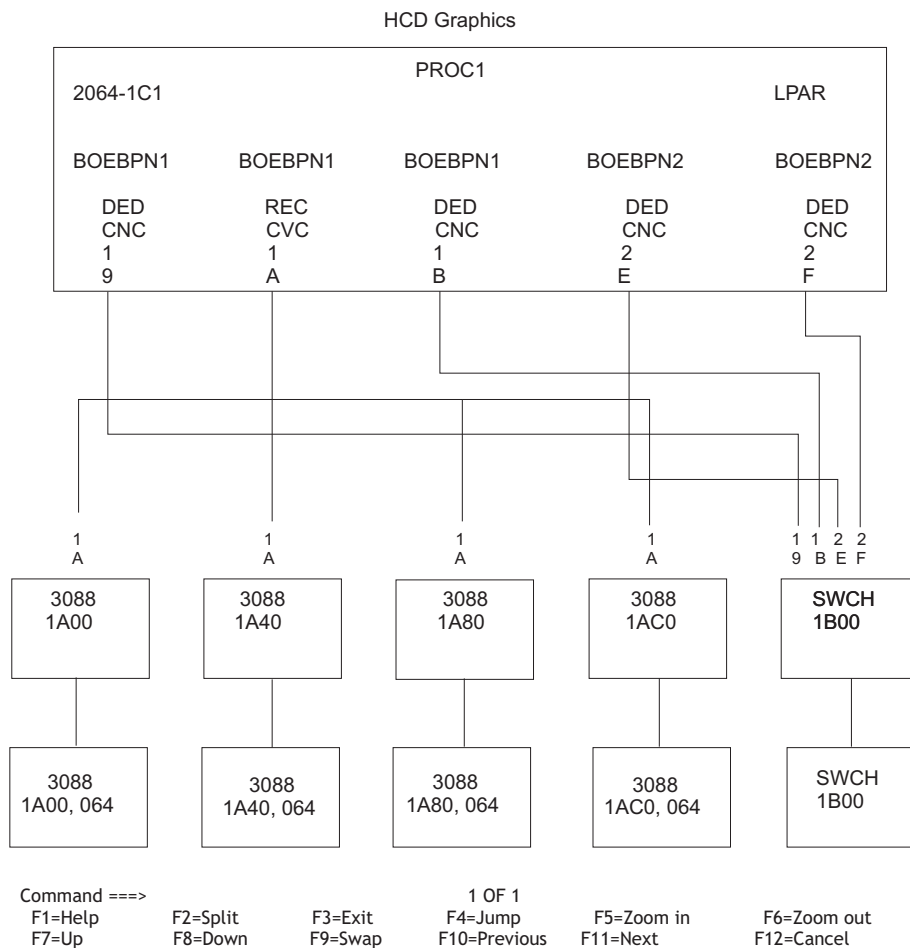 HCD Graphics
PROC1
2064-1C1 LPAR
BOEBPN1 BOEBPN1 BOEBPN1 BOEBPN2 BOEBPN2
DED REC DED DED DED
CNC CVC CNC CNC CNC
1 1 1 2 2
9 A B E F
1 1 1 1 1 1 2 2
A A A A 9 B E F
3088 3088 3088 3088 SWCH
1A00 1A40 1A80 1AC0 1B00
3088 3088 3088 3088 SWCH
1A00, 064 1A40, 064 1A80, 064 1AC0, 064 1B00
Command ===> 1 OF 1
F1=Help F2=Split F3=Exit F4=Jump F5=Zoom in F6=Zoom out
F7=Up F8=Down F9=Swap F10=Previous F11=Next F12=Cancel